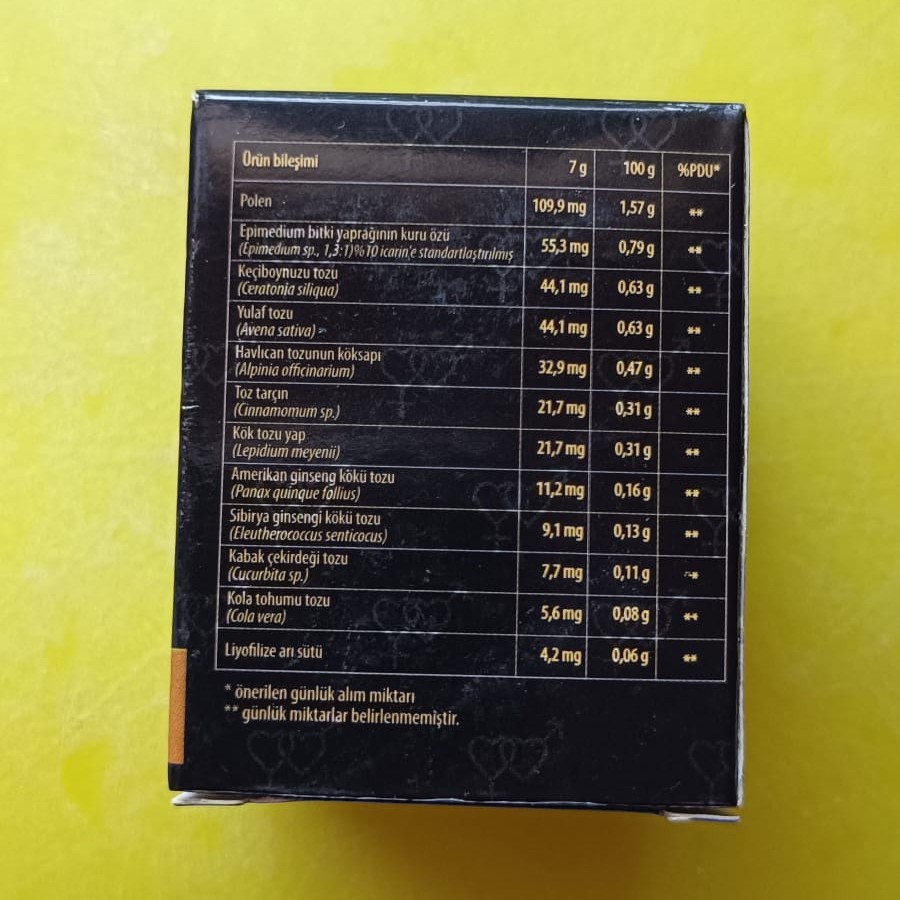 Ürün bileşimi 7 g 100 g %PDU*
Polen 109,9 mg 1,57 g **
Epimedium bitki yaprağının kuru özü
(Epimedium sp., 1,3:1)%10 icarin'e standartlaştırılmış 55,3 mg 0,79 g **
Keçiboynuzu tozu
(Ceratonia siliqua) 44,1 mg 0,63 g **
Yulaf tozu
(Avena sativa) 44,1 mg 0,63 g **
Havlıcan tozunun köksapı
(Alpinia officinarium) 32,9 mg 0,47 g **
Toz tarçın
(Cinnamomum sp.) 21,7 mg 0,31 g **
Kök tozu yap
(Lepidium meyenii) 21,7 mg 0,31 g **
Amerikan ginseng kökü tozu
(Panax quinque follius) 11,2 mg 0,16 g **
Sibirya ginsengi kökü tozu
(Eleutherococcus senticocus) 9,1 mg 0,13 g **
Kabak çekirdeği tozu
(Cucurbita sp.) 7,7 mg 0,11 g **
Kola tohumu tozu
(Cola vera) 5,6 mg 0,08 g **
Liyofilize arı sütü 4,2 mg 0,06 g **
* önerilen günlük alım miktarı
** günlük miktarlar belirlenmemiştir.